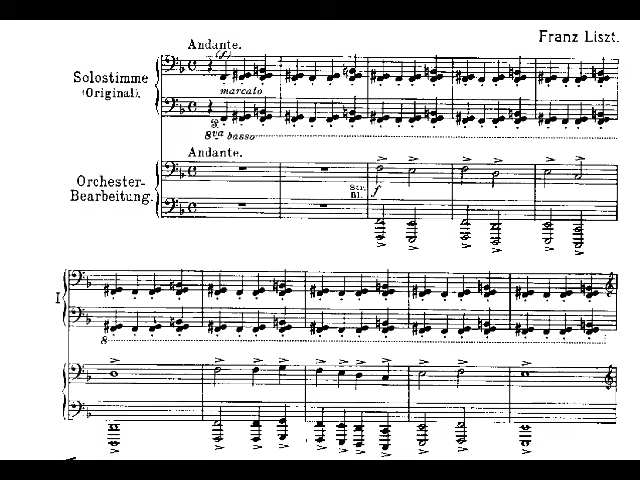 Franz Liszt.
Andante.
Solostimme
(Original).
marcato
8va basso
Andante.
Orchester-
Bearbeitung.
Str.
Bl.
f
I
8